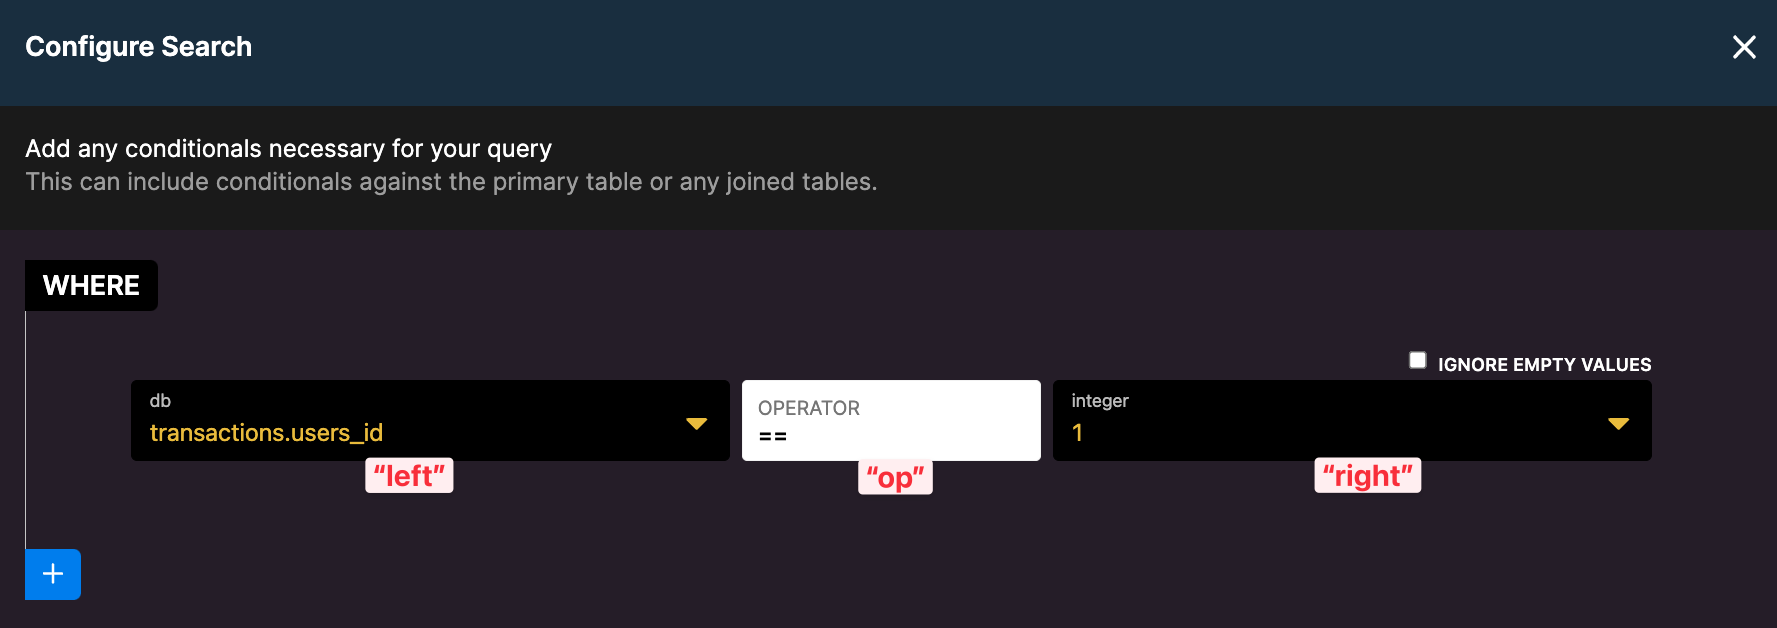 Configure Search
Add any conditionals necessary for your query
This can include conditionals against the primary table or any joined tables.
WHERE
IGNORE EMPTY VALUES
db
transactions.users_id
OPERATOR
==
integer
1
“left”
“op”
“right”
+